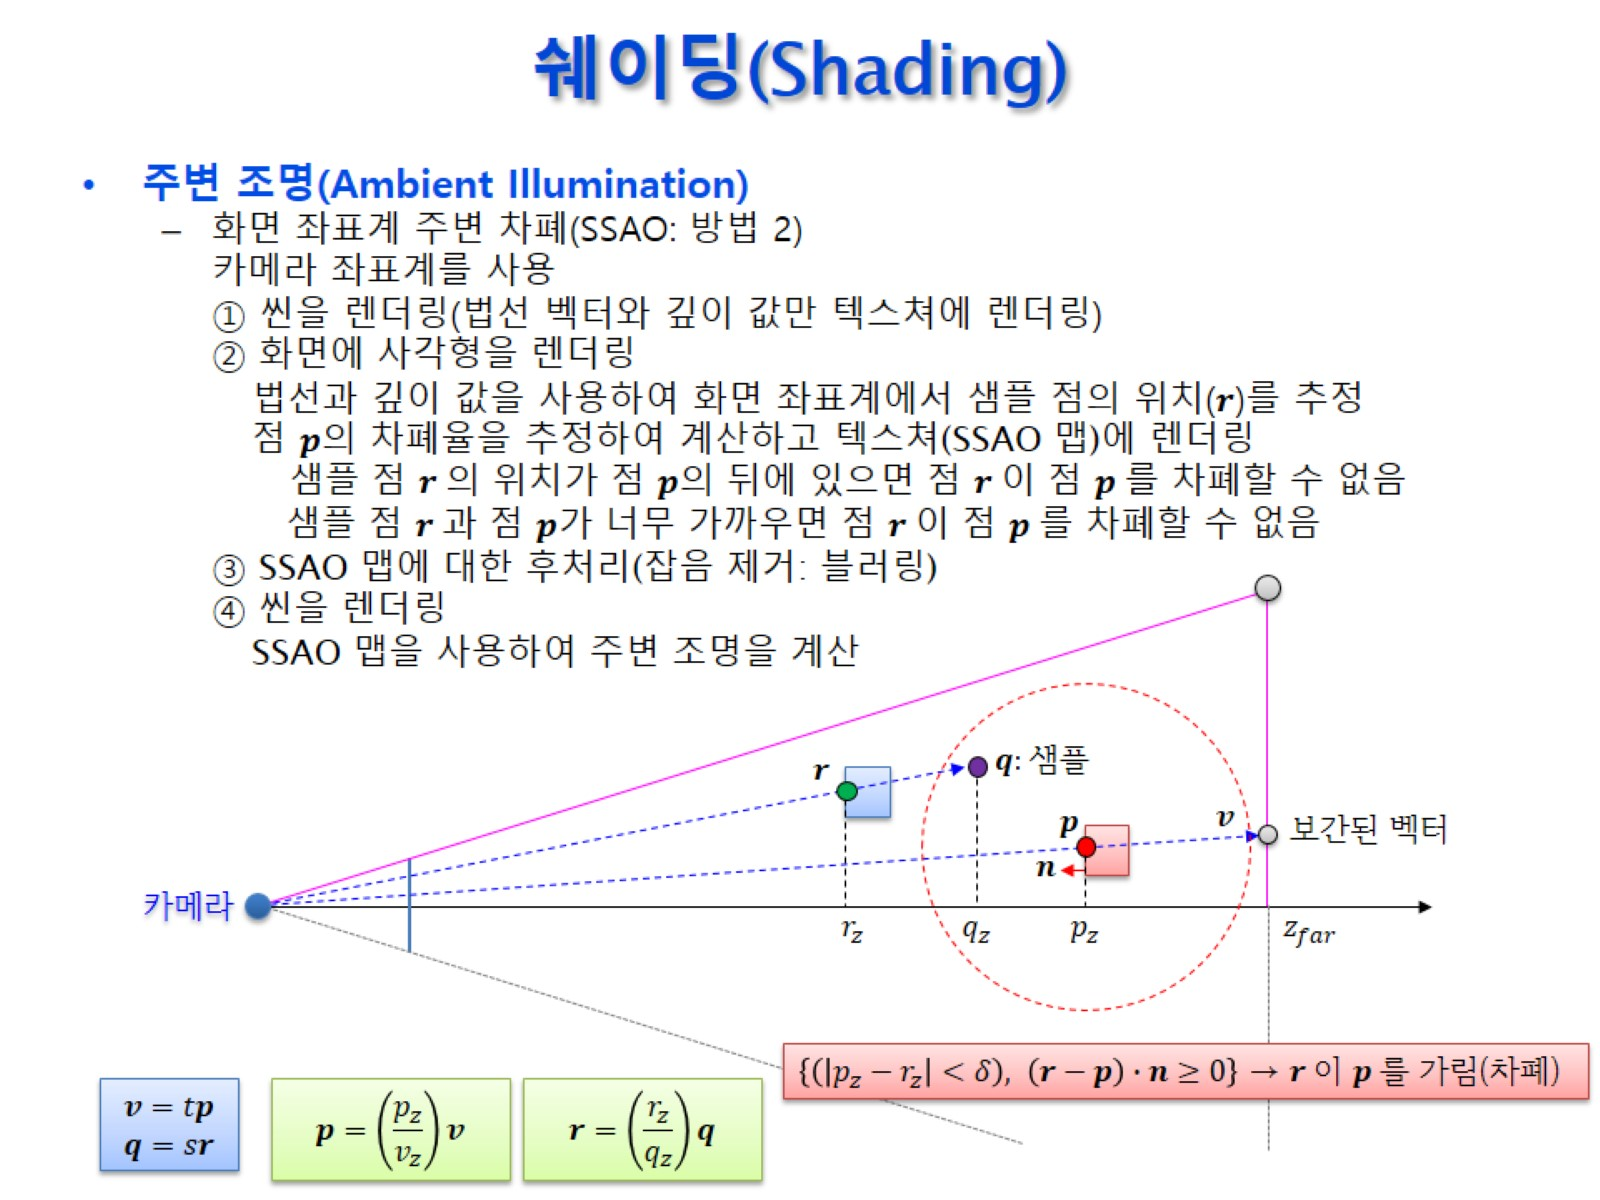 쉐이딩(Shading)
• 주변 조명(Ambient Illumination)
– 화면 좌표계 주변 차폐(SSAO: 방법 2)
카메라 좌표계를 사용
① 씬을 렌더링(법선 벡터와 깊이 값만 텍스쳐에 렌더링)
② 화면에 사각형을 렌더링
법선과 깊이 값을 사용하여 화면 좌표계에서 샘플 점의 위치(r)를 추정
점 p의 차폐율을 추정하여 계산하고 텍스쳐(SSAO 맵)에 렌더링
샘플 점 r 의 위치가 점 p의 뒤에 있으면 점 r 이 점 p 를 차폐할 수 없음
샘플 점 r 과 점 p가 너무 가까우면 점 r 이 점 p 를 차폐할 수 없음
③ SSAO 맵에 대한 후처리(잡음 제거: 블러링)
④ 씬을 렌더링
SSAO 맵을 사용하여 주변 조명을 계산
r
q: 샘플
p
v
보간된 벡터
n
카메라
r_z
q_z
p_z
z_far
{(|p_z − r_z| < δ), (r − p) · n ≥ 0} → r 이 p 를 가림(차폐)
v = tp
q = sr
p = (p_z / v_z) v
r = (r_z / q_z) q